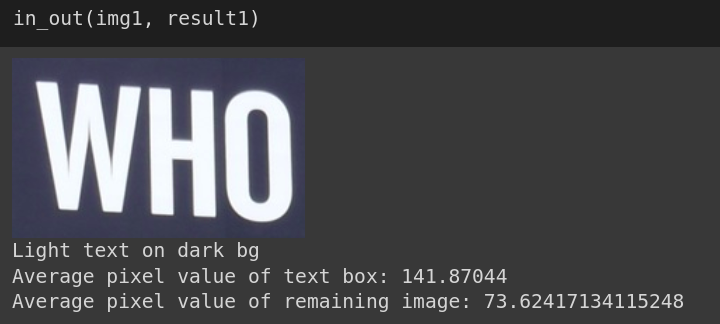 in_out(img1, result1)
WHO
Light text on dark bg
Average pixel value of text box: 141.87044
Average pixel value of remaining image: 73.62417134115248